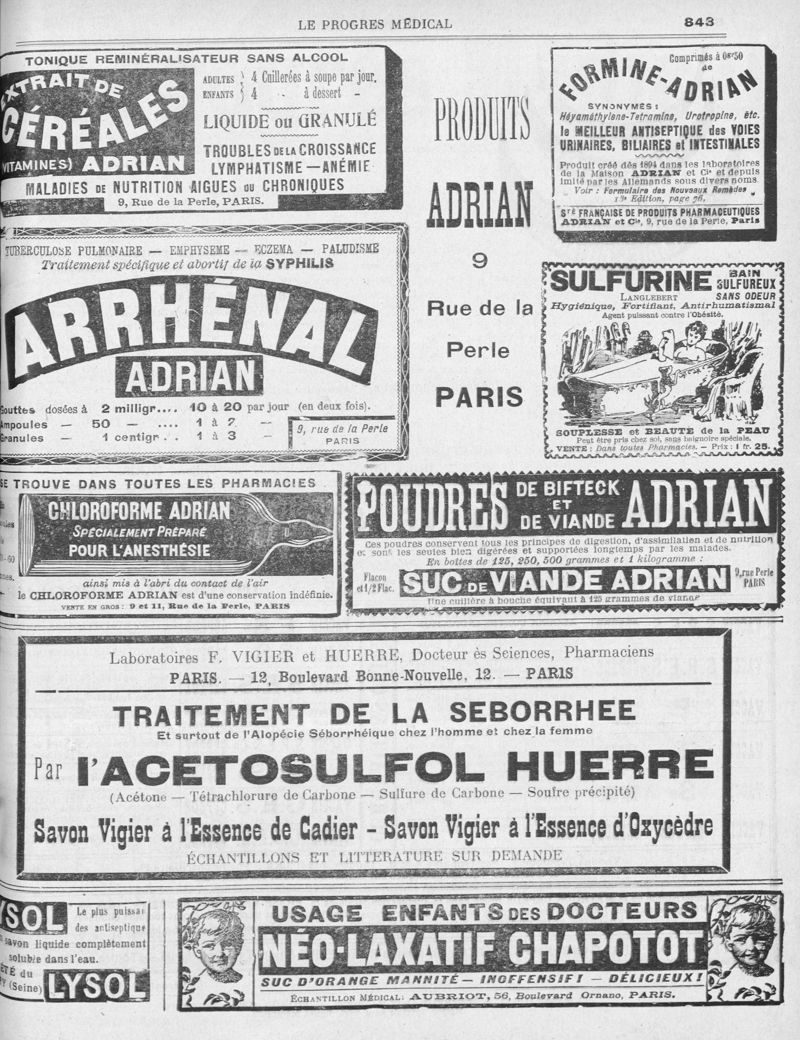 LE PROGRES MÉDICAL
843
TONIQUE REMINÉRALISATEUR SANS ALCOOL
EXTRAIT DE
CÉRÉALES
(VITAMINES) ADRIAN
ADULTES } 4 Cuillerées à soupe par jour.
ENFANTS } 4 .. à dessert –
LIQUIDE ou GRANULÉ
TROUBLES DE LA CROISSANCE
LYMPHATISME — ANÉMIE
MALADIES DE NUTRITION AIGUES OU CHRONIQUES
9, Rue de la Perle, PARIS.
TUBERCULOSE PULMONAIRE — EMPHYSEME — ECZEMA — PALUDISME
Traitement spécifique et abortif de la SYPHILIS
ARRHÉNAL
ADRIAN
Gouttes dosées à 2 milligr.... 10 à 20 par jour (en deux fois).
Ampoules — 50 — .... 1 à 2 —
Granules — 1 centigr . . 1 à 3 —
9, rue de la Perle
PARIS
PRODUITS
ADRIAN
9
Rue de la
Perle
PARIS
Comprimés à 0gr50
de
FORMINE-ADRIAN
SYNONYMES :
Héxaméthylene-Tetramine, Urotropine, etc.
le MEILLEUR ANTISEPTIQUE des VOIES
URINAIRES, BILIAIRES et INTESTINALES
Produit créé dès 1894 dans les laboratoires
de la Maison ADRIAN et Cie et depuis
imité par les Allemands sous divers noms.
Voir : Formulaire des Nouveaux Remèdes
Edition, page
Sté FRANÇAISE DE PRODUITS PHARMACEUTIQUES
ADRIAN et Cie, 9, rue de la Perle, Paris
SULFURINE BAIN
SULFUREUX
LANGLEBERT SANS ODEUR
Hygiénique, Fortifiant, Antirhumatismal
Agent puissant contre l'Obésité.
SOUPLESSE et BEAUTE de la PEAU
Peut être pris chez soi, sans baignoire spéciale.
VENTE : Dans toutes Pharmacies. – Prix : 1 fr. 25.
SE TROUVE DANS TOUTES LES PHARMACIES
CHLOROFORME ADRIAN
SPÉCIALEMENT PRÉPARÉ
POUR L'ANESTHÉSIE
ainsi mis à l'abri du contact de l'air
le CHLOROFORME ADRIAN est d'une conservation indéfinie.
VENTE EN GROS : 9 et 11, Rue de la Perle, PARIS
POUDRES DE BIFTECK
ET
DE VIANDE ADRIAN
Ces poudres conservent tous les principes de digestion, d'assimilation et de nutrition
et sont les seules bien digérées et supportées longtemps par les malades.
En boîtes de 125, 250, 500 grammes et 1 kilogramme :
Flacon
et 1/2 Flac.
SUC DE VIANDE ADRIAN
9, rue Perle
PARIS
Une cuillère à bouche équivant à 125 grammes de viande
Laboratoires F. VIGIER et HUERRE, Docteur ès Sciences, Pharmaciens
PARIS. — 12, Boulevard Bonne-Nouvelle, 12. — PARIS
TRAITEMENT DE LA SEBORRHEE
Et surtout de l'Alopécie Séborrhéique chez l'homme et chez la femme
Par l'ACETOSULFOL HUERRE
(Acétone — Tétrachlorure de Carbone — Sulfure de Carbone — Soufre précipité)
Savon Vigier à l'Essence de Cadier – Savon Vigier à l'Essence d'Oxycèdre
ÉCHANTILLONS ET LITTERATURE SUR DEMANDE
LYSOL
Le plus puissant
des antiseptique
savon liquide complètement
soluble dans l'eau.
du
(Seine) LYSOL
USAGE ENFANTS DES DOCTEURS
NÉO-LAXATIF CHAPOTOT
SUC D'ORANGE MANNITÉ — INOFFENSIF ! — DÉLICIEUX !
ÉCHANTILLON MÉDICAL: AUBRIOT, 56, Boulevard Ornano, PARIS.